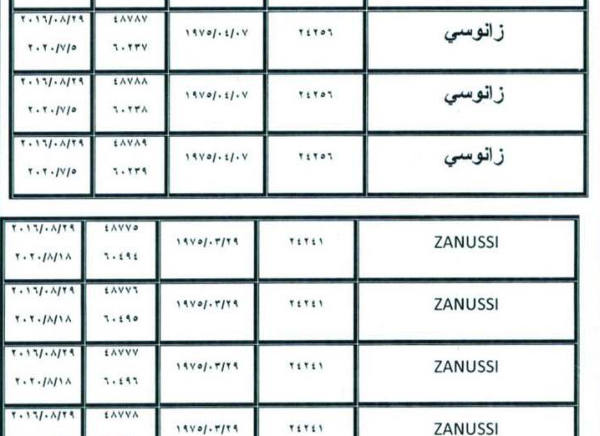 زانوسي ٢٤٢٥٦ ١٩٧٥/٠٤/٠٧ ٤٨٧٨٧ ٢٠١٦/٠٨/٢٩
٦٠٢٣٧ ٢٠٢٠/٧/٥
زانوسي ٢٤٢٥٦ ١٩٧٥/٠٤/٠٧ ٤٨٧٨٨ ٢٠١٦/٠٨/٢٩
٦٠٢٣٨ ٢٠٢٠/٧/٥
زانوسي ٢٤٢٥٦ ١٩٧٥/٠٤/٠٧ ٤٨٧٨٩ ٢٠١٦/٠٨/٢٩
٦٠٢٣٩ ٢٠٢٠/٧/٥
ZANUSSI ٢٤٢٤١ ١٩٧٥/٠٣/٢٩ ٤٨٧٧٥ ٢٠١٦/٠٨/٢٩
٦٠٤٩٤ ٢٠٢٠/٨/١٨
ZANUSSI ٢٤٢٤١ ١٩٧٥/٠٣/٢٩ ٤٨٧٧٦ ٢٠١٦/٠٨/٢٩
٦٠٤٩٥ ٢٠٢٠/٨/١٨
ZANUSSI ٢٤٢٤١ ١٩٧٥/٠٣/٢٩ ٤٨٧٧٧ ٢٠١٦/٠٨/٢٩
٦٠٤٩٦ ٢٠٢٠/٨/١٨
ZANUSSI ٢٤٢٤١ ١٩٧٥/٠٣/٢٩ ٤٨٧٧٨ ٢٠١٦/٠٨/٢٩